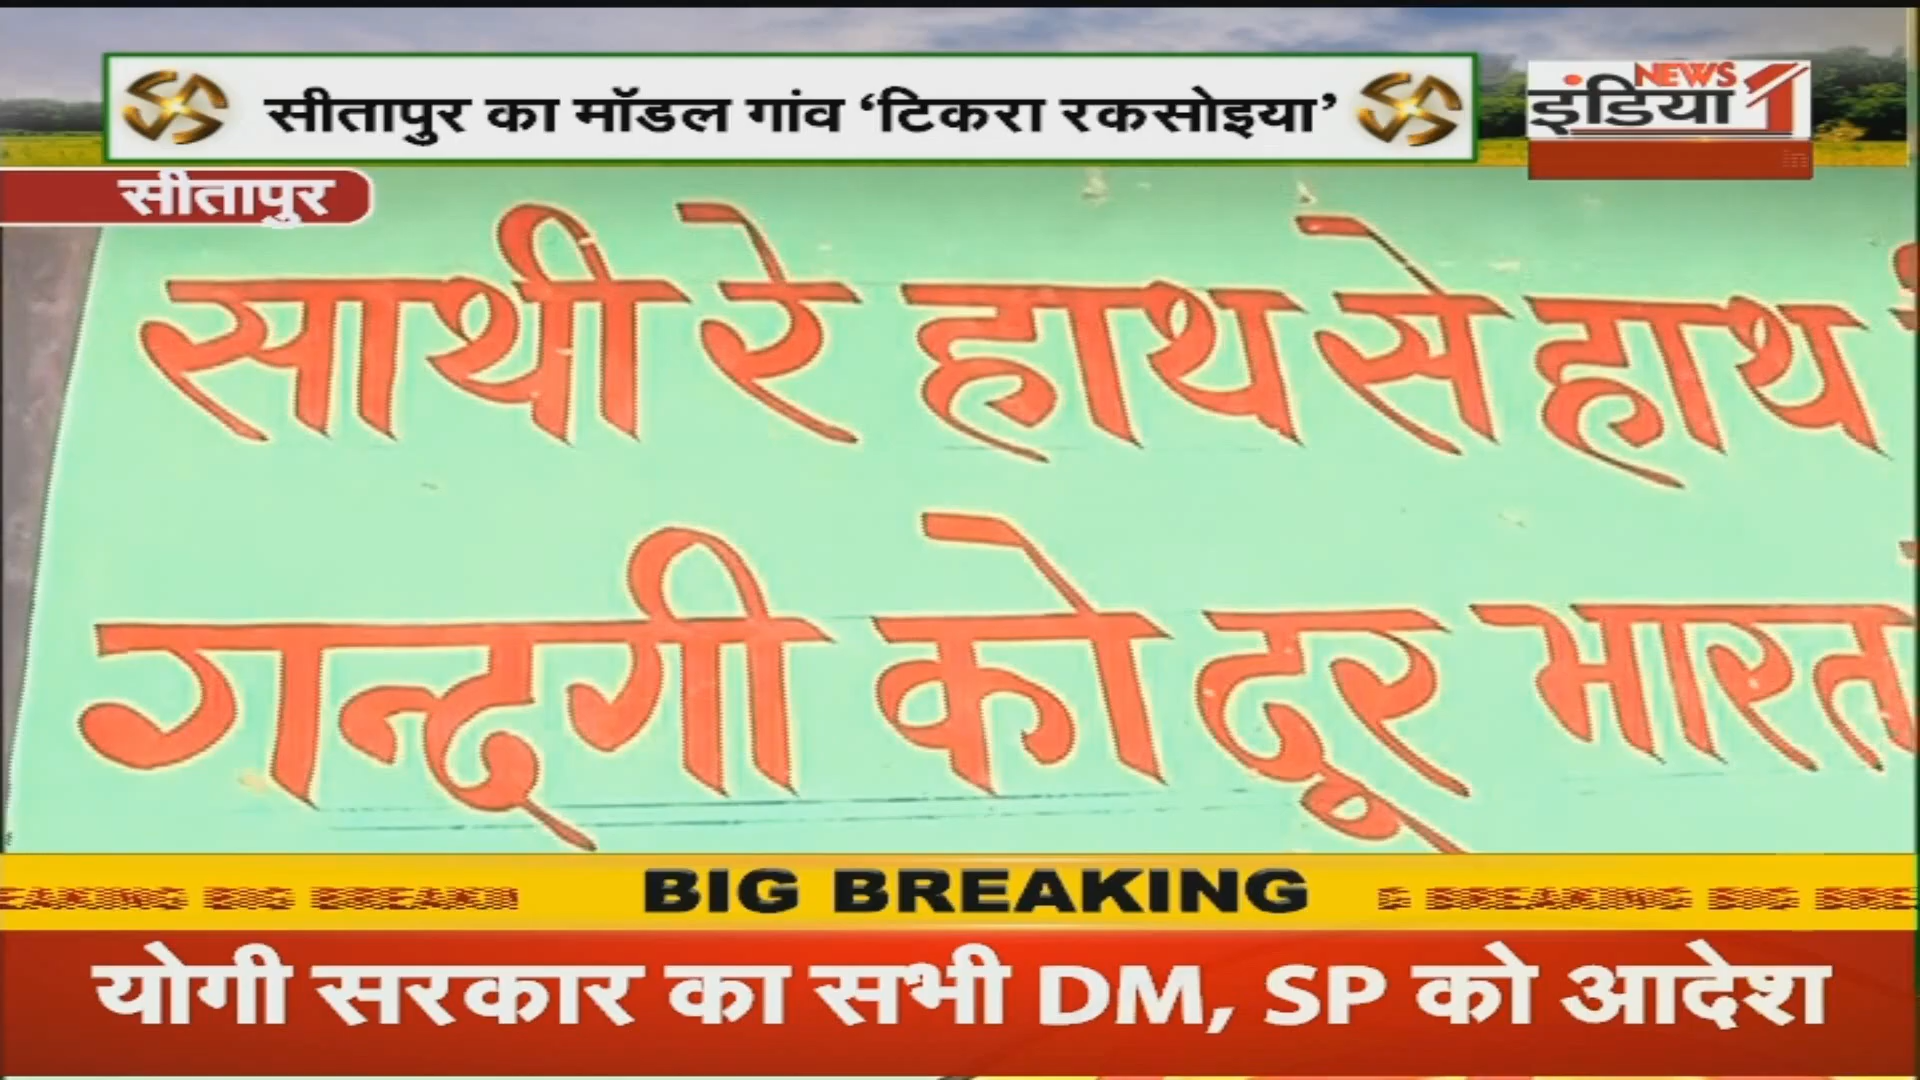 सीतापुर का मॉडल गांव ‘टिकरा रकसोइया’
NEWS
इंडिया 1
सीतापुर
साथी रे हाथ से हाथ
गन्दगी को दूर भारत
BIG BREAKING
योगी सरकार का सभी DM, SP को आदेश